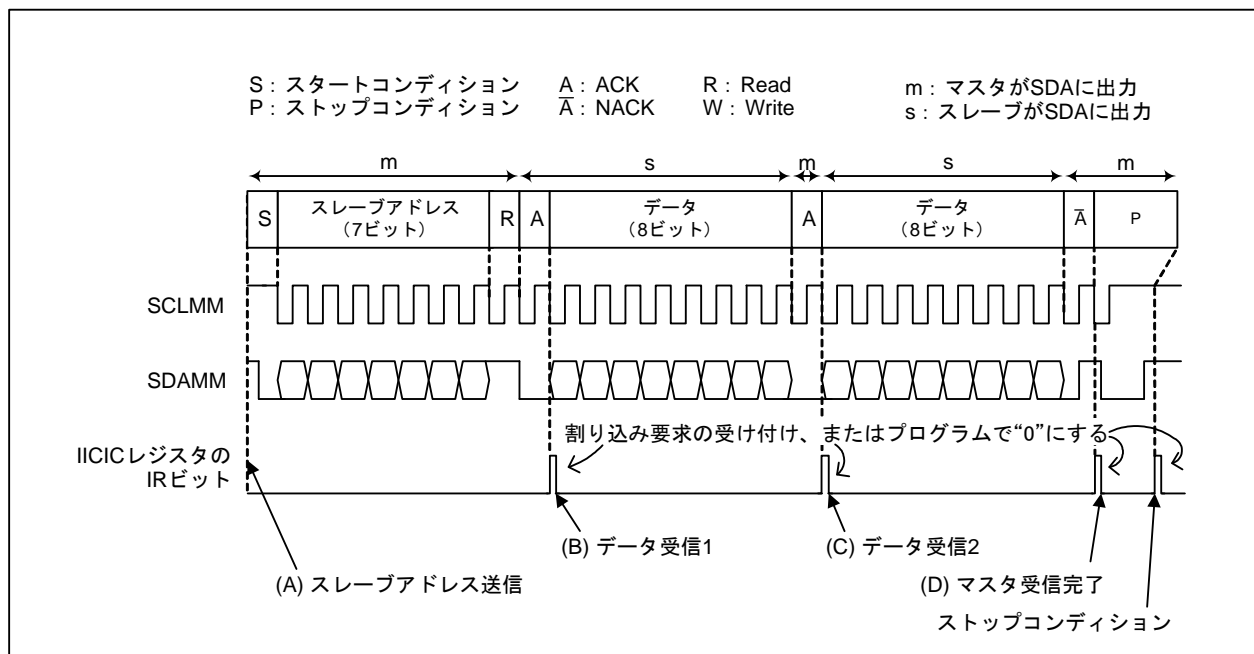 S : スタートコンディション A : ACK R : Read m : マスタがSDAに出力
P : ストップコンディション A̅ : NACK W : Write s : スレーブがSDAに出力
m s m s m
S スレーブアドレス (7ビット) R A データ (8ビット) A データ (8ビット) A̅ P
SCLMM
SDAMM
割り込み要求の受け付け、またはプログラムで“0”にする
IICICレジスタの
IRビット
(B) データ受信1 (C) データ受信2
(A) スレーブアドレス送信 (D) マスタ受信完了
ストップコンディション